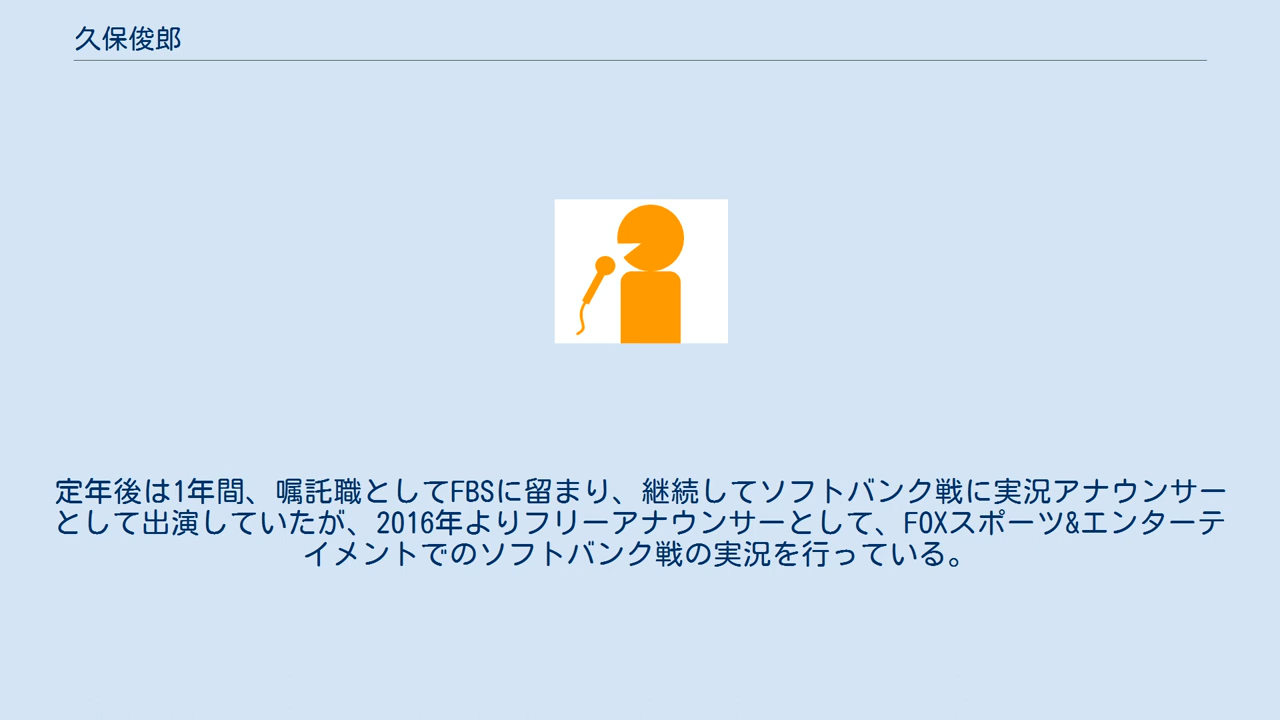 久保俊郎
定年後は1年間、嘱託職としてFBSに留まり、継続してソフトバンク戦に実況アナウンサー
として出演していたが、2016年よりフリーアナウンサーとして、FOXスポーツ&エンターテ
イメントでのソフトバンク戦の実況を行っている。